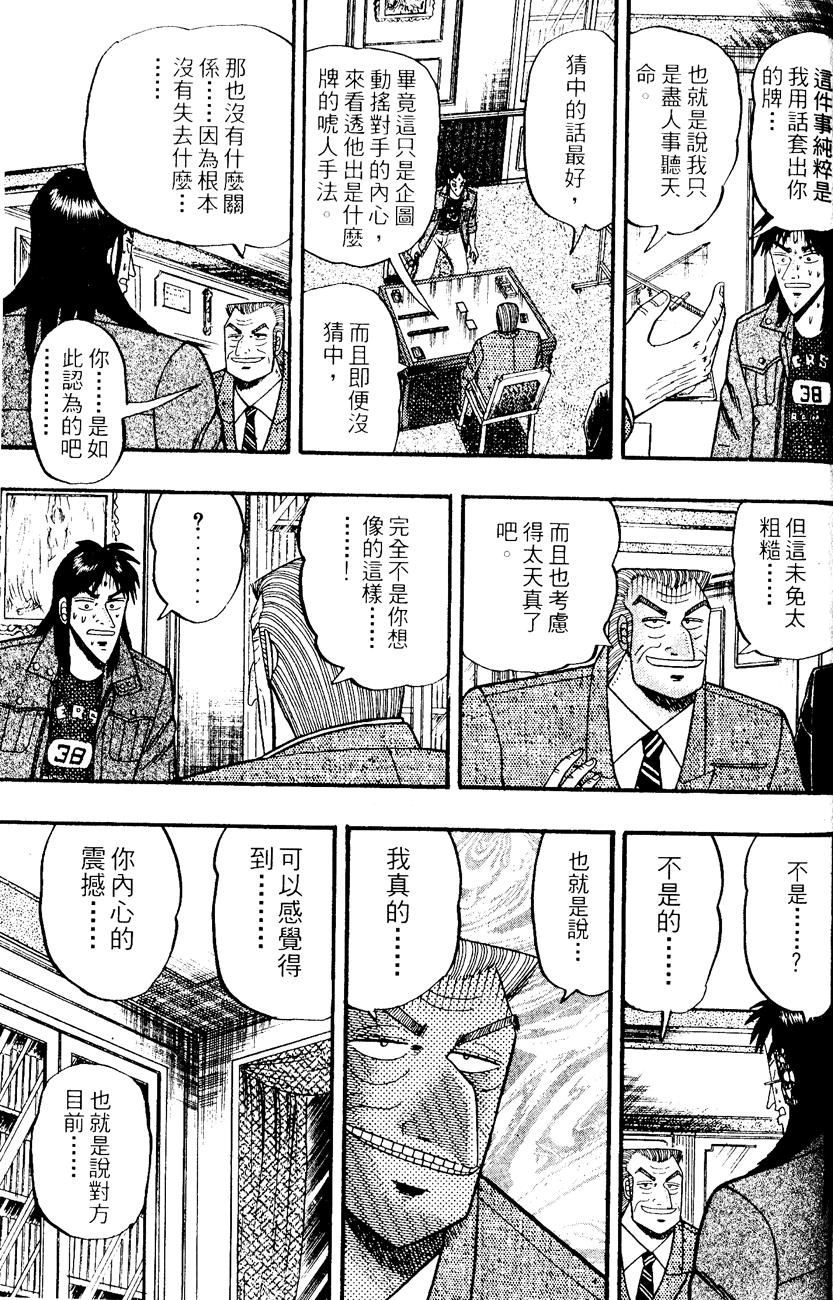 這件事純粹是
我用話套出你
的牌…
也就是說我只
是盡人事聽天
命。
ERS
38
猜中的話最好，
畢竟這只是企圖
動搖對手的內心，
來看透他出是什麼
牌的唬人手法。
而且即便沒
猜中，
那也沒有什麼關
係……因為根本
沒有失去什麼…
……
你……是如
此認為的吧
………
但這未免太
粗糙……
而且也考慮
得太天真了
吧。
完全不是你想
像的這樣……
……！
？……
ERS
38
不是……？
不是的……
也就是說…
我真的……
可以感覺得
到……
你內心的
震撼……
也就是說對方
目前……